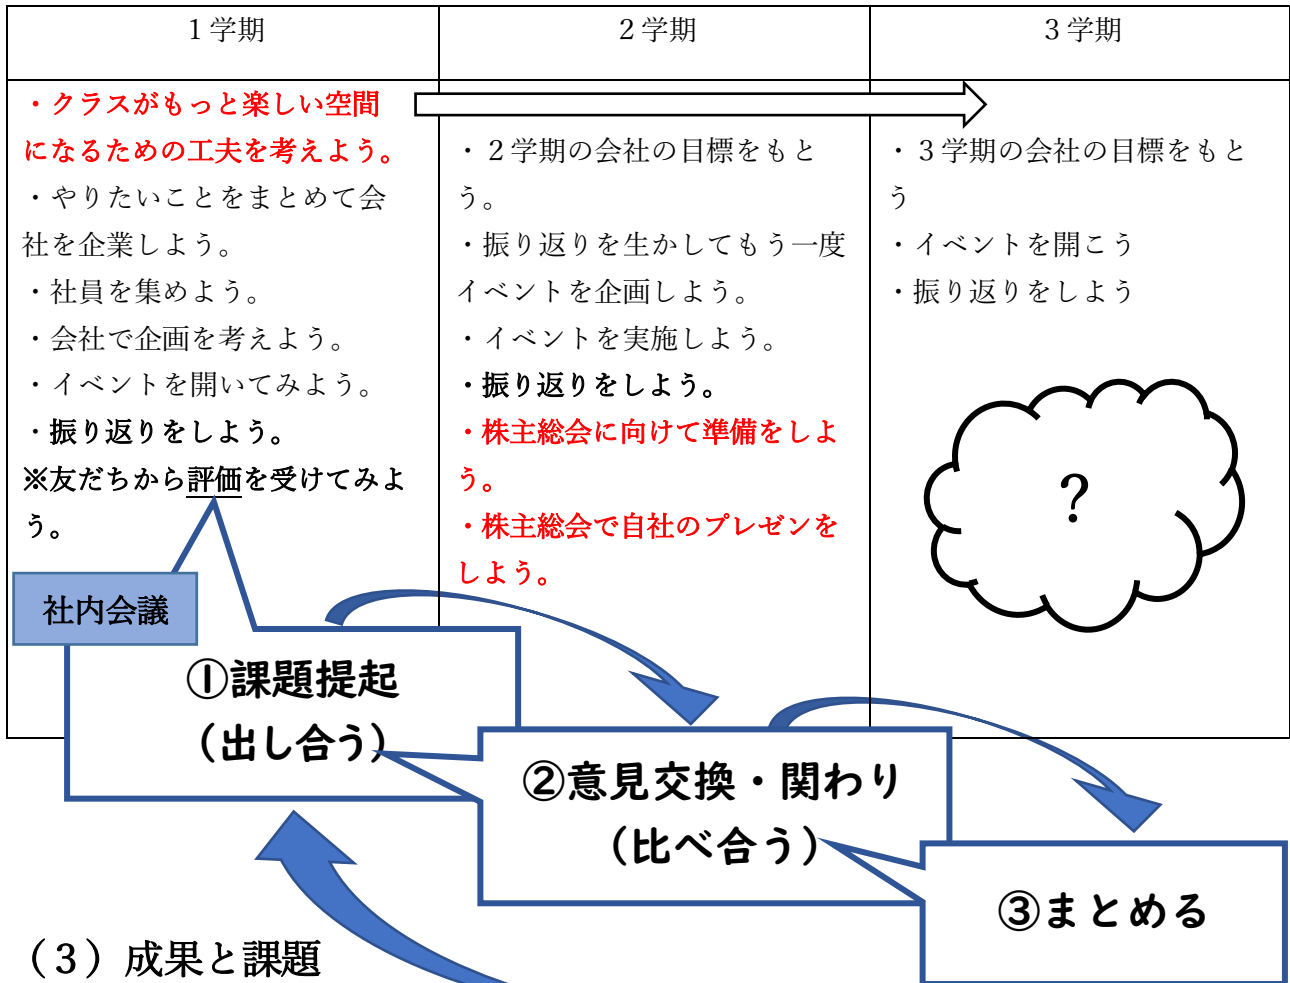 １学期
２学期
３学期
・クラスがもっと楽しい空間
になるための工夫を考えよう。
・やりたいことをまとめて会
社を企業しよう。
・社員を集めよう。
・会社で企画を考えよう。
・イベントを開いてみよう。
・振り返りをしよう。
※友だちから評価を受けてみよ
う。
・２学期の会社の目標をもと
う。
・振り返りを生かしてもう一度
イベントを企画しよう。
・イベントを実施しよう。
・振り返りをしよう。
・株主総会に向けて準備をしよ
う。
・株主総会で自社のプレゼンを
しよう。
・３学期の会社の目標をもと
う
・イベントを開こう
・振り返りをしよう
？
社内会議
①課題提起
（出し合う）
②意見交換・関わり
（比べ合う）
③まとめる
（３）成果と課題